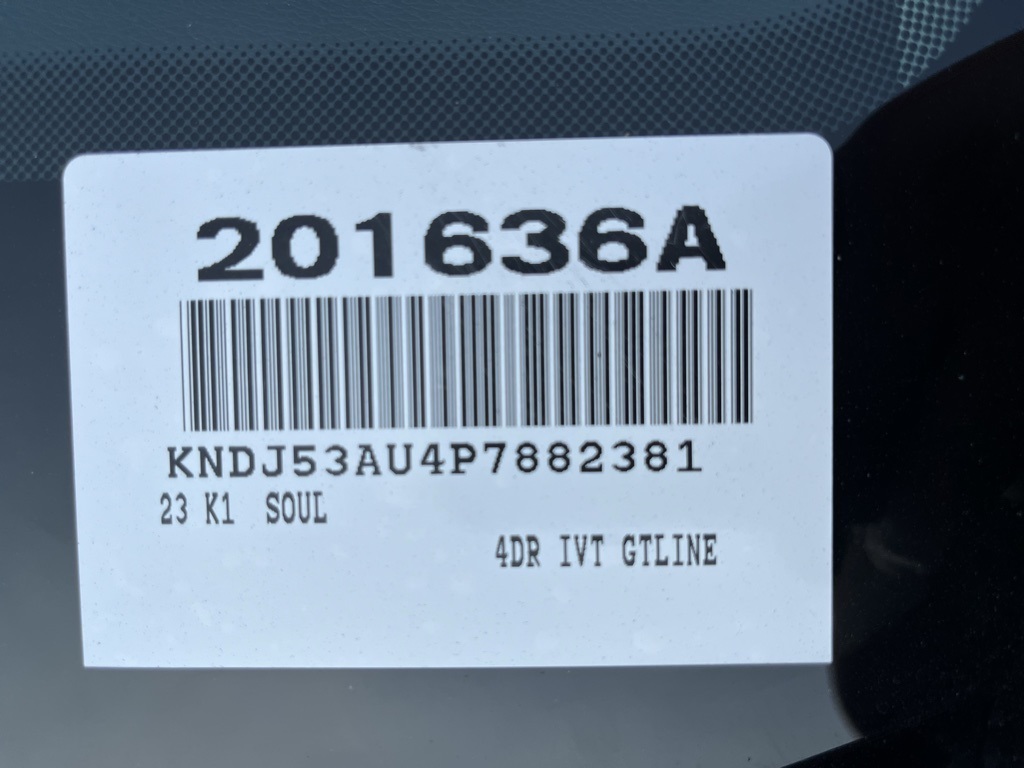 201636A
KNDJ53AU4P7882381
23 K1 SOUL
4DR IVT GTLINE